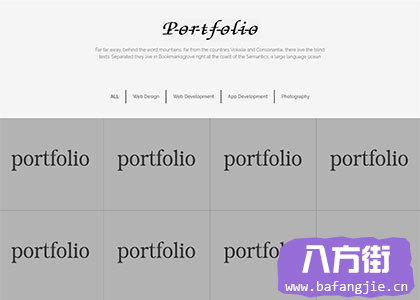 Portfolio
Far far away, behind the word mountains, far from the countries Vokalia and Consonantia, there live the blind
texts. Separated they live in Bookmarksgrove right at the coast of the Semantics, a large language ocean
ALL Web Design Web Development App Development Photography
portfolio portfolio portfolio portfolio
portfolio portfolio portfolio
八方街
www.bafangjie.cn